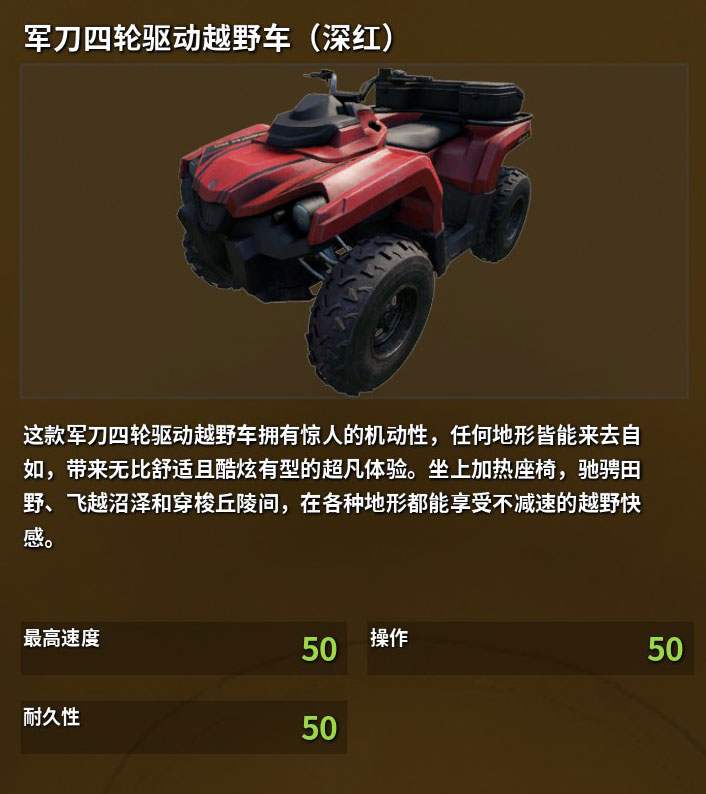 军刀四轮驱动越野车（深红）
这款军刀四轮驱动越野车拥有惊人的机动性，任何地形皆能来去自
如，带来无比舒适且酷炫有型的超凡体验。坐上加热座椅，驰骋田
野、飞越沼泽和穿梭丘陵间，在各种地形都能享受不减速的越野快
感。
最高速度 50
操作 50
耐久性 50